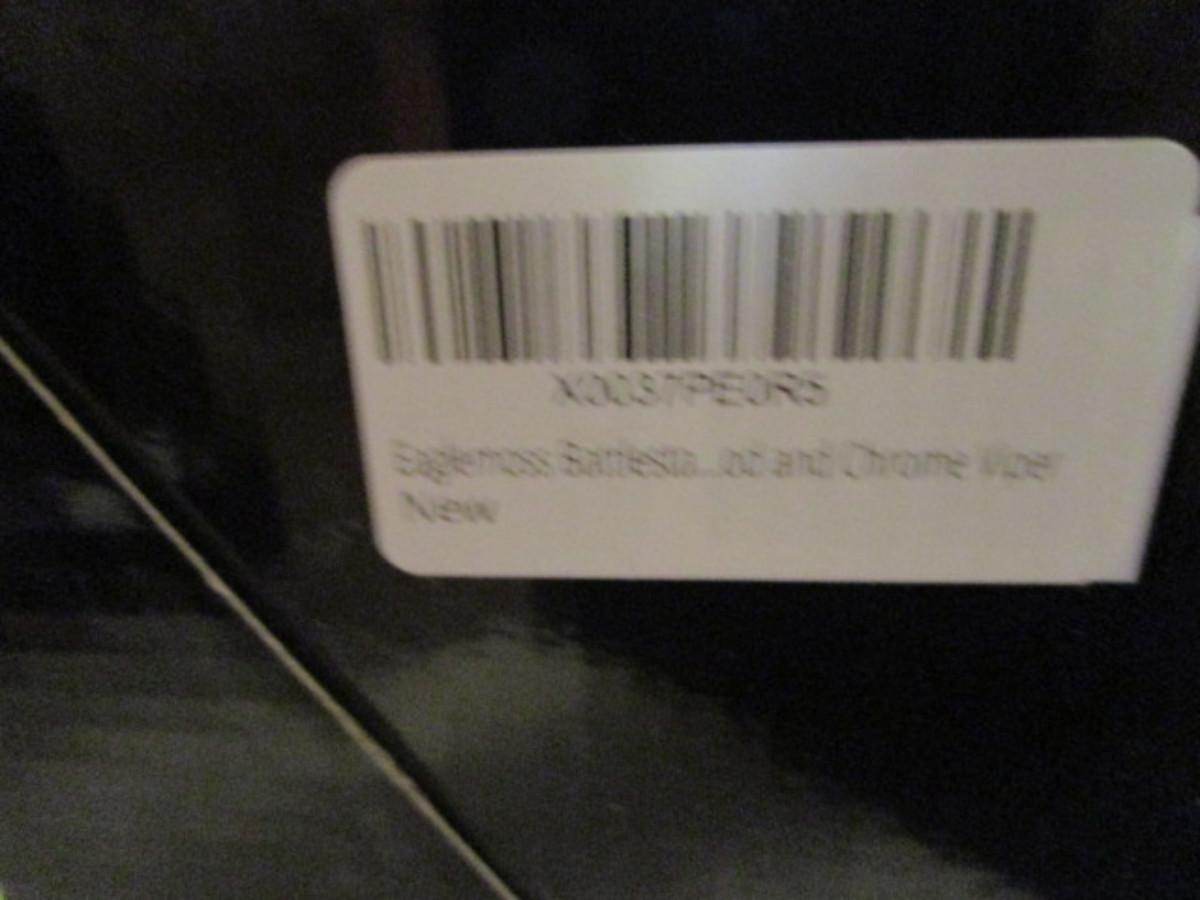 X0037PE0R5
Eaglemoss Battlesta...od and Chrome Viper
New